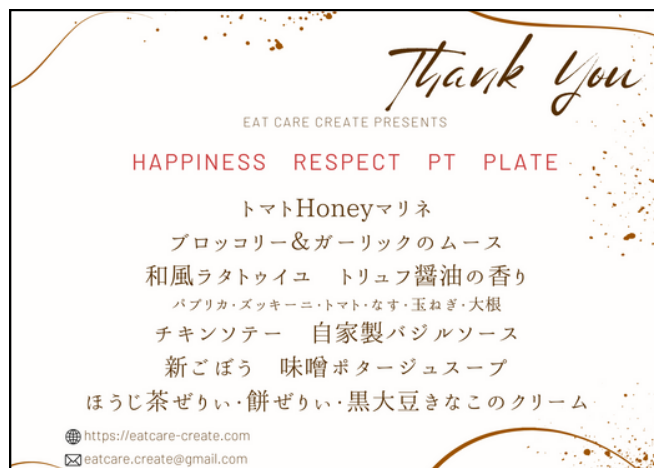 Thank You
EAT CARE CREATE PRESENTS
HAPPINESS RESPECT PT PLATE
トマトHoneyマリネ
ブロッコリー&ガーリックのムース
和風ラタトゥイユ　トリュフ醤油の香り
パプリカ・ズッキーニ・トマト・なす・玉ねぎ・大根
チキンソテー　自家製バジルソース
新ごぼう　味噌ポタージュスープ
ほうじ茶ぜりぃ・餅ぜりぃ・黒大豆きなこのクリーム
https://eatcare-create.com
eatcare.create@gmail.com